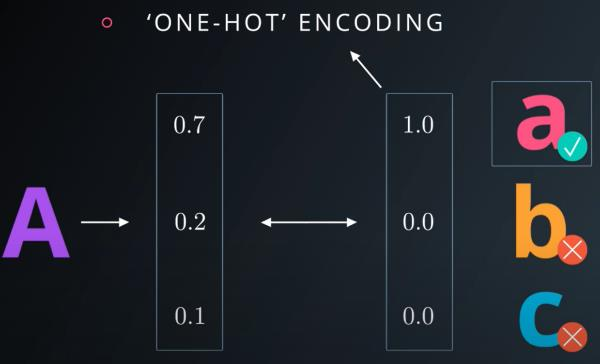 'ONE-HOT' ENCODING
0.7 1.0 a
A 0.2 0.0 b
0.1 0.0 c